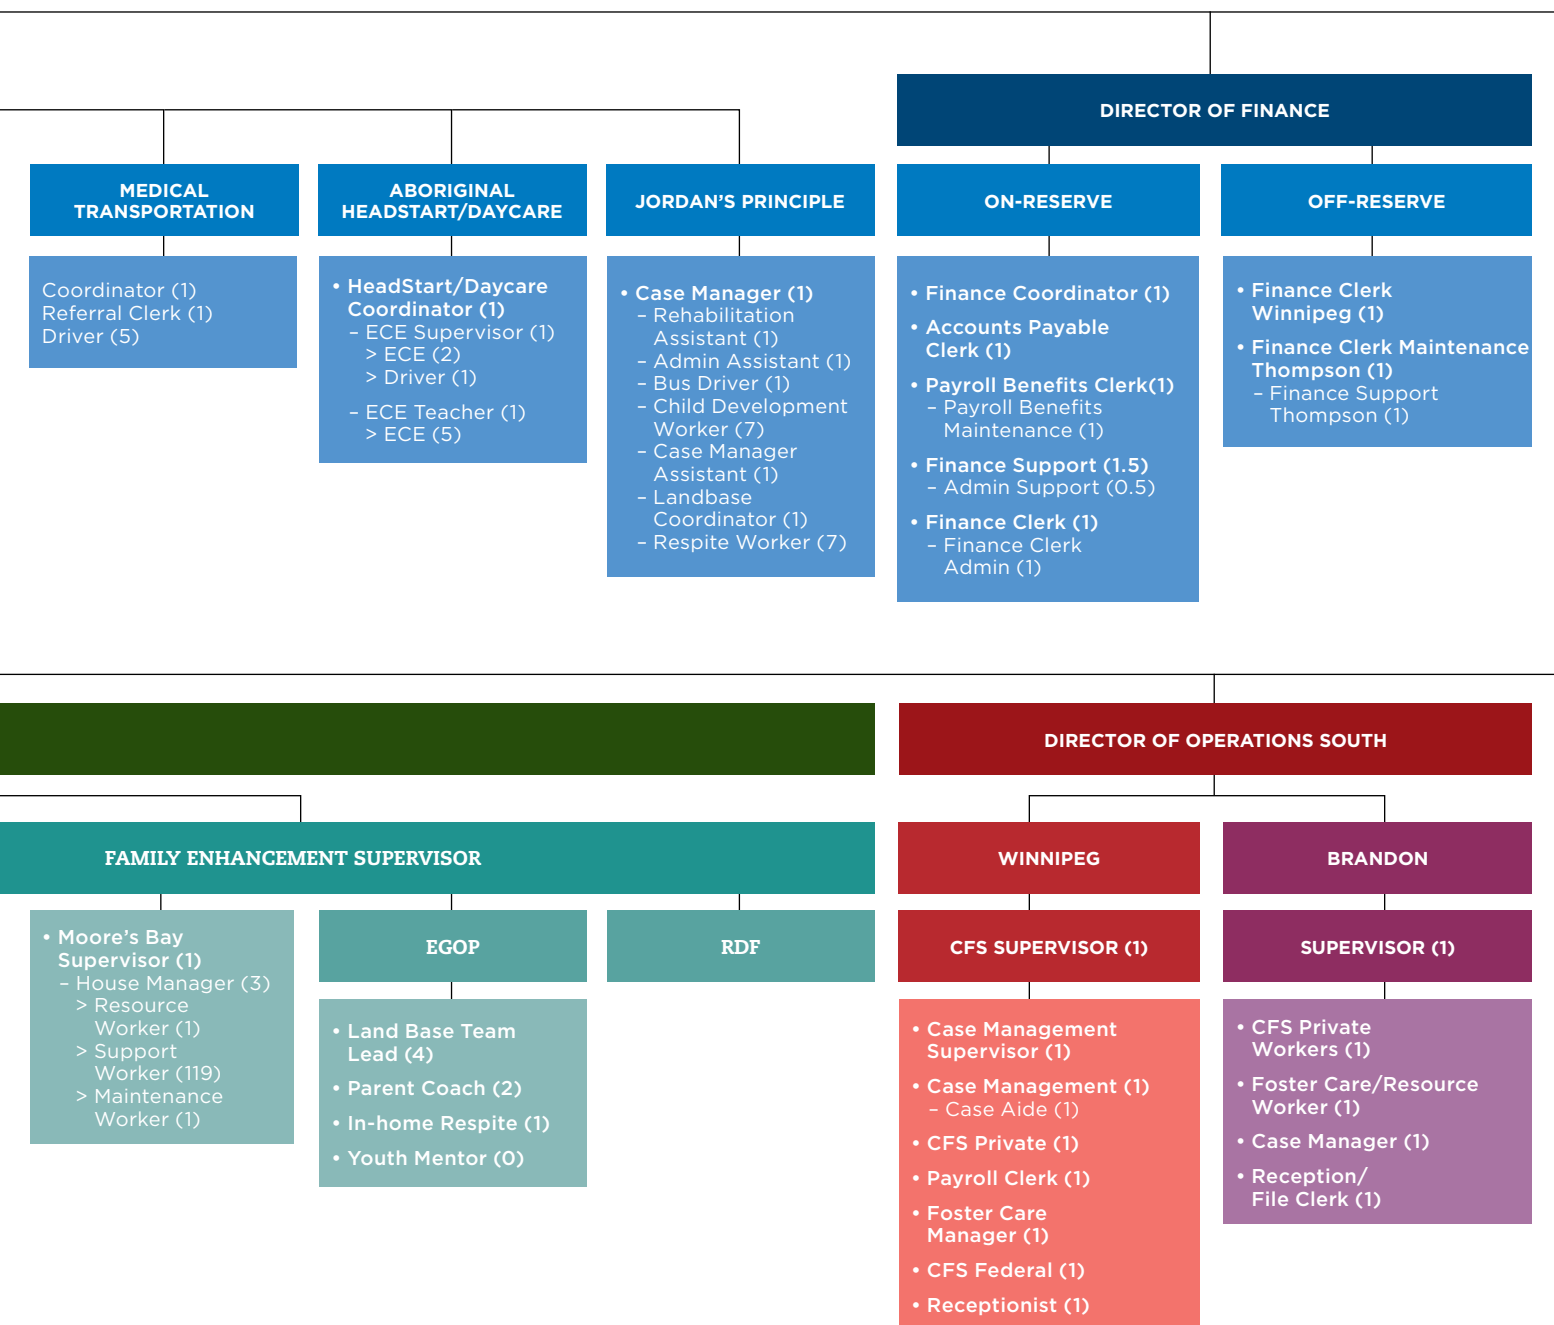 DIRECTOR OF FINANCE
MEDICAL
TRANSPORTATION
ABORIGINAL
HEADSTART/DAYCARE
JORDAN’S PRINCIPLE
ON-RESERVE
OFF-RESERVE
Coordinator (1)
Referral Clerk (1)
Driver (5)
• HeadStart/Daycare
Coordinator (1)
– ECE Supervisor (1)
> ECE (2)
> Driver (1)
– ECE Teacher (1)
> ECE (5)
• Case Manager (1)
– Rehabilitation
Assistant (1)
– Admin Assistant (1)
– Bus Driver (1)
– Child Development
Worker (7)
– Case Manager
Assistant (1)
– Landbase
Coordinator (1)
– Respite Worker (7)
• Finance Coordinator (1)
• Accounts Payable
Clerk (1)
• Payroll Benefits Clerk(1)
– Payroll Benefits
Maintenance (1)
• Finance Support (1.5)
– Admin Support (0.5)
• Finance Clerk (1)
– Finance Clerk
Admin (1)
• Finance Clerk
Winnipeg (1)
• Finance Clerk Maintenance
Thompson (1)
– Finance Support
Thompson (1)
DIRECTOR OF OPERATIONS SOUTH
FAMILY ENHANCEMENT SUPERVISOR
WINNIPEG
BRANDON
• Moore’s Bay
Supervisor (1)
– House Manager (3)
> Resource
Worker (1)
> Support
Worker (119)
> Maintenance
Worker (1)
EGOP
RDF
CFS SUPERVISOR (1)
SUPERVISOR (1)
• Land Base Team
Lead (4)
• Parent Coach (2)
• In-home Respite (1)
• Youth Mentor (0)
• Case Management
Supervisor (1)
• Case Management (1)
– Case Aide (1)
• CFS Private (1)
• Payroll Clerk (1)
• Foster Care
Manager (1)
• CFS Federal (1)
• Receptionist (1)
• CFS Private
Workers (1)
• Foster Care/Resource
Worker (1)
• Case Manager (1)
• Reception/
File Clerk (1)